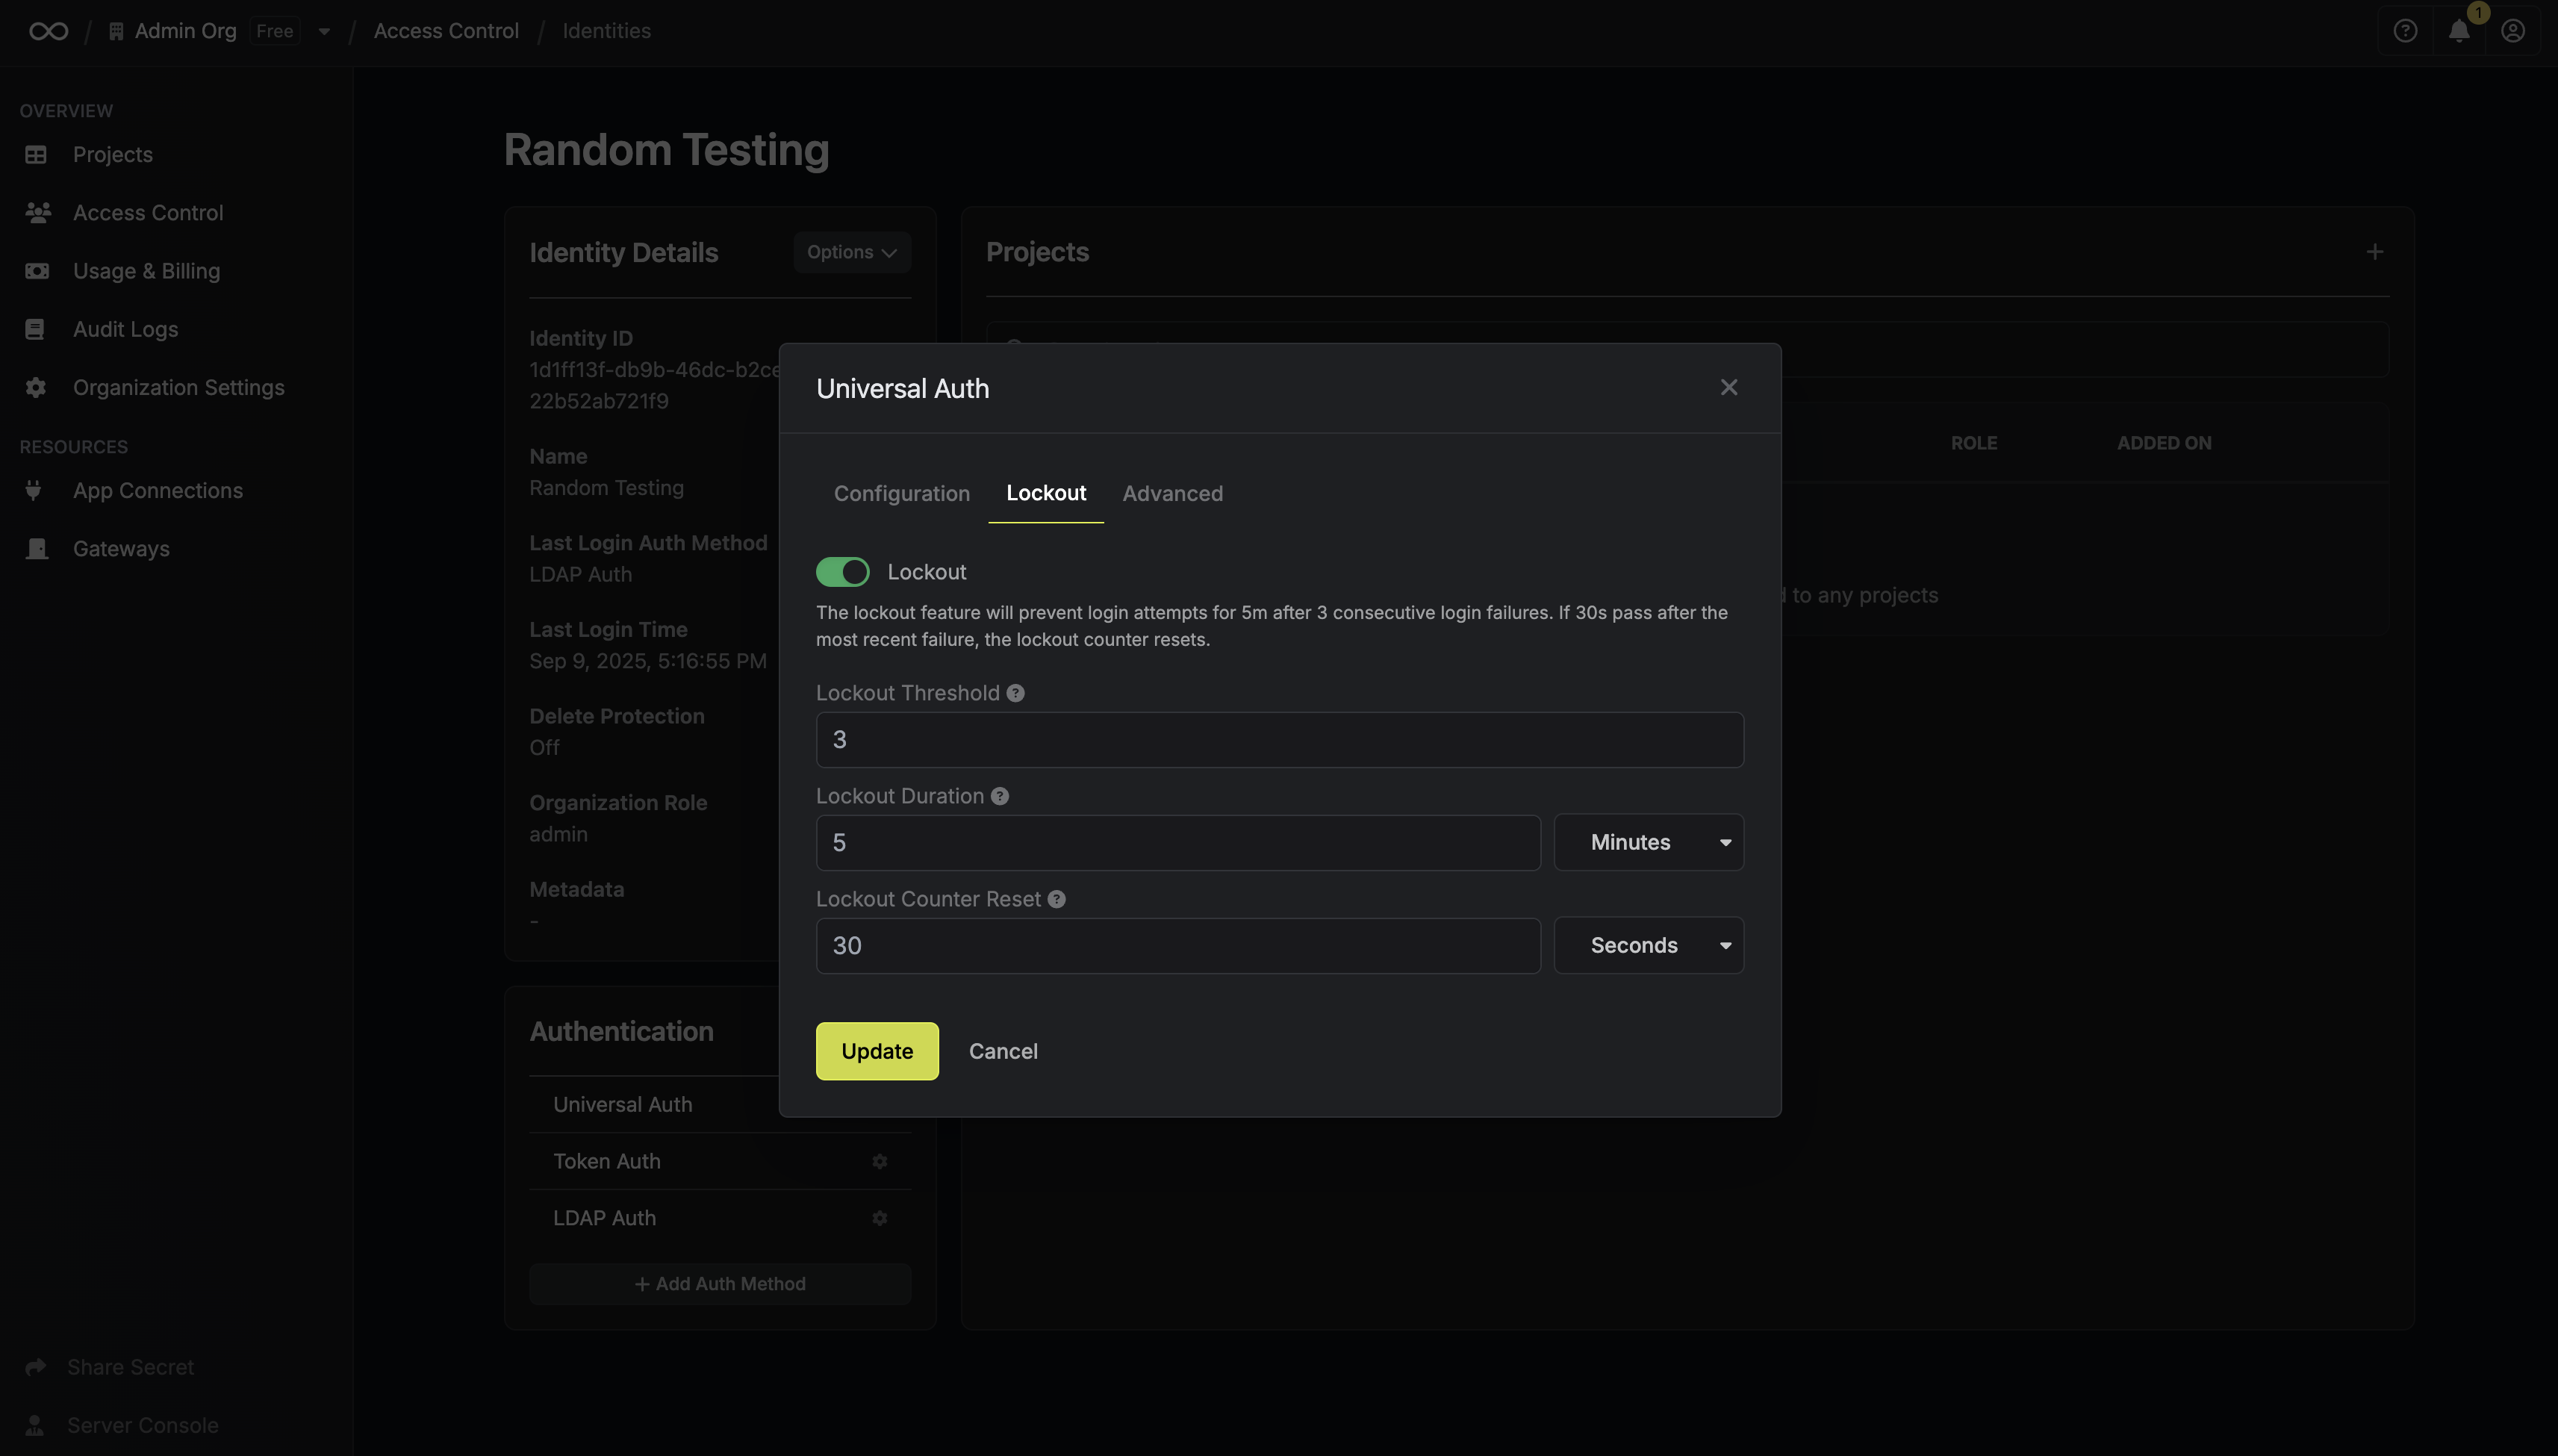 Admin Org Free Access Control Identities 1
OVERVIEW
Projects
Access Control
Usage & Billing
Audit Logs
Organization Settings
RESOURCES
App Connections
Gateways
Share Secret
Server Console
Random Testing
Identity Details Options
Identity ID
1d1ff13f-db9b-46dc-b2ce
22b52ab721f9
Name
Random Testing
Last Login Auth Method
LDAP Auth
Last Login Time
Sep 9, 2025, 5:16:55 PM
Delete Protection
Off
Organization Role
admin
Metadata
-
Authentication
Universal Auth
Token Auth
LDAP Auth
+ Add Auth Method
Projects
ROLE ADDED ON
to any projects
Universal Auth
Configuration Lockout Advanced
Lockout
The lockout feature will prevent login attempts for 5m after 3 consecutive login failures. If 30s pass after the
most recent failure, the lockout counter resets.
Lockout Threshold
3
Lockout Duration
5 Minutes
Lockout Counter Reset
30 Seconds
Update Cancel